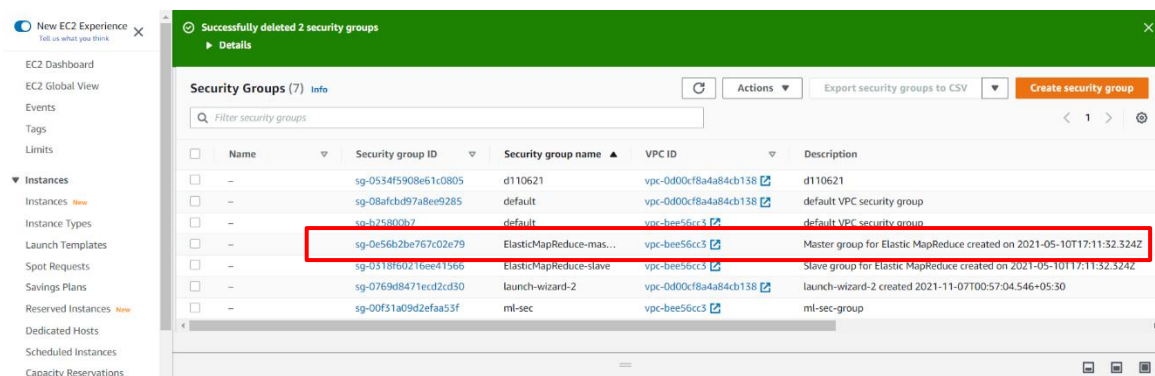 New EC2 Experience
Tell us what you think
EC2 Dashboard
EC2 Global View
Events
Tags
Limits
Instances
Instances New
Instance Types
Launch Templates
Spot Requests
Savings Plans
Reserved Instances New
Dedicated Hosts
Scheduled Instances
Capacity Reservations
Successfully deleted 2 security groups
Details
Security Groups (7) Info
Actions
Export security groups to CSV
Create security group
Filter security groups
1
Name Security group ID Security group name VPC ID Description
– sg-0534f5908e61c0805 d110621 vpc-0d00cf8a4a84cb138 d110621
– sg-08afcbd97a8ee9285 default vpc-0d00cf8a4a84cb138 default VPC security group
– sg-b25800b7 default vpc-bee56cc3 default VPC security group
– sg-0e56b2be767c02e79 ElasticMapReduce-mas... vpc-bee56cc3 Master group for Elastic MapReduce created on 2021-05-10T17:11:32.324Z
– sg-0318f60216ee41566 ElasticMapReduce-slave vpc-bee56cc3 Slave group for Elastic MapReduce created on 2021-05-10T17:11:32.324Z
– sg-0769d8471ecd2cd30 launch-wizard-2 vpc-0d00cf8a4a84cb138 launch-wizard-2 created 2021-11-07T00:57:04.546+05:30
– sg-00f31a09d2efaa53f ml-sec vpc-bee56cc3 ml-sec-group